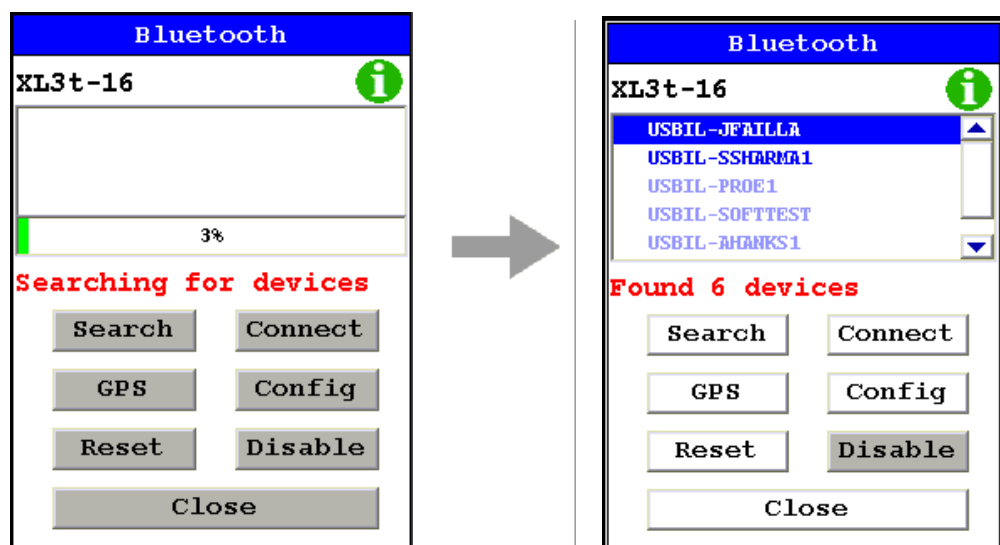 Bluetooth
XL3t-16
3%
Searching for devices
Search Connect
GPS Config
Reset Disable
Close
Bluetooth
XL3t-16
USBIL-JFAILLA
USBIL-SSHARMA1
USBIL-PROE1
USBIL-SOFTTEST
USBIL-AHANKS1
Found 6 devices
Search Connect
GPS Config
Reset Disable
Close